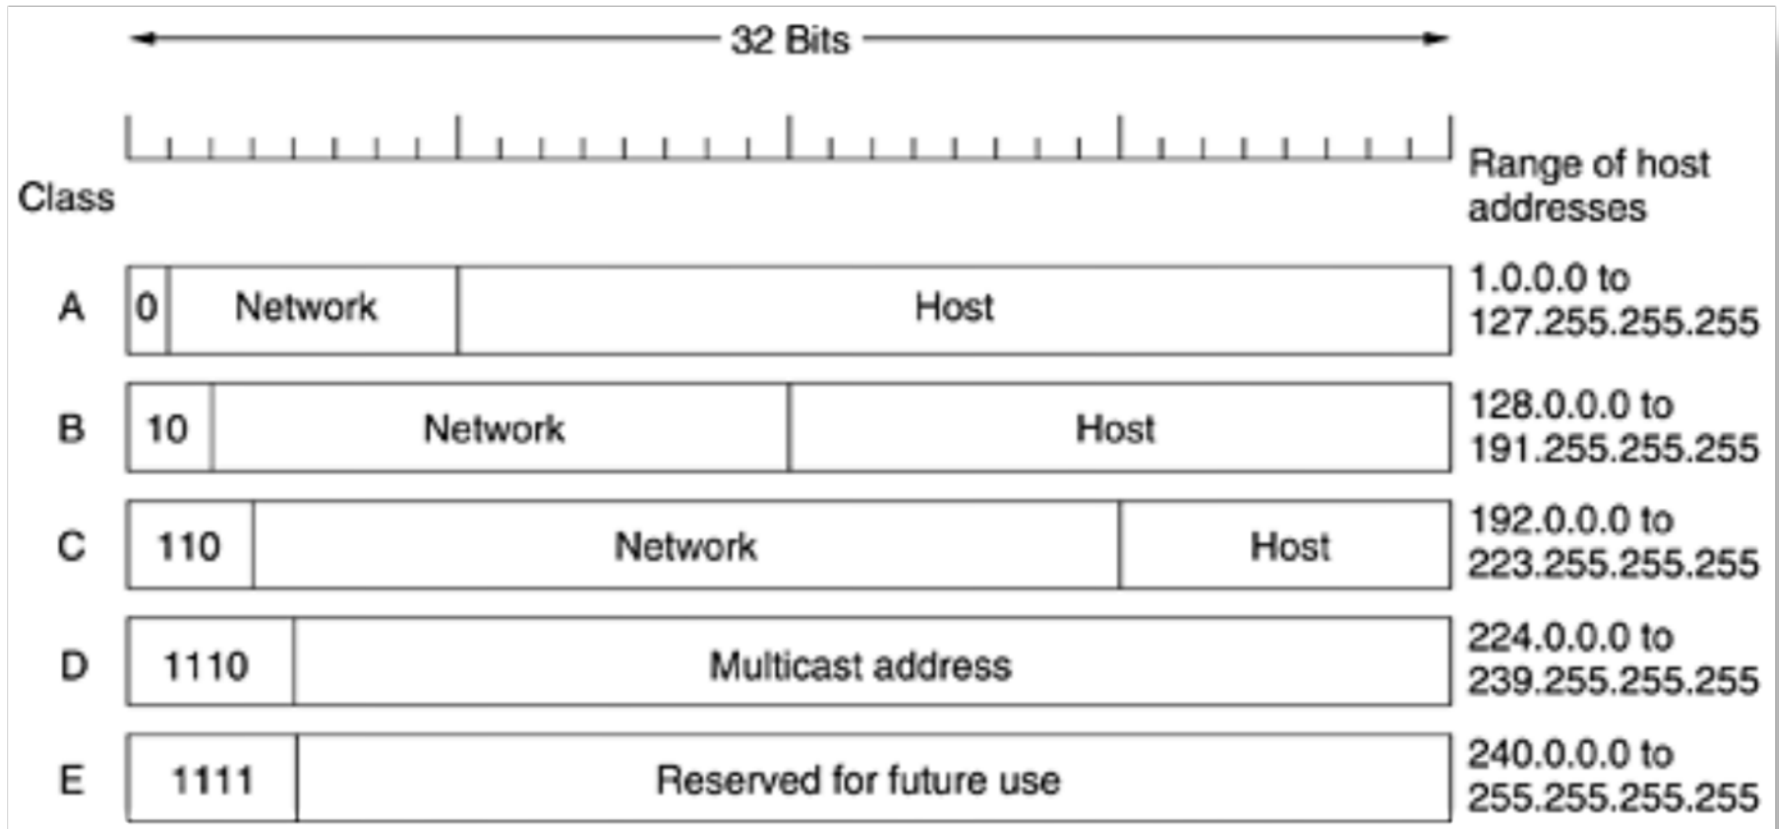 32 Bits
Range of host
addresses
Class
A
0
Network
Host
1.0.0.0 to
127.255.255.255
B
10
Network
Host
128.0.0.0 to
191.255.255.255
C
110
Network
Host
192.0.0.0 to
223.255.255.255
D
1110
Multicast address
224.0.0.0 to
239.255.255.255
E
1111
Reserved for future use
240.0.0.0 to
255.255.255.255